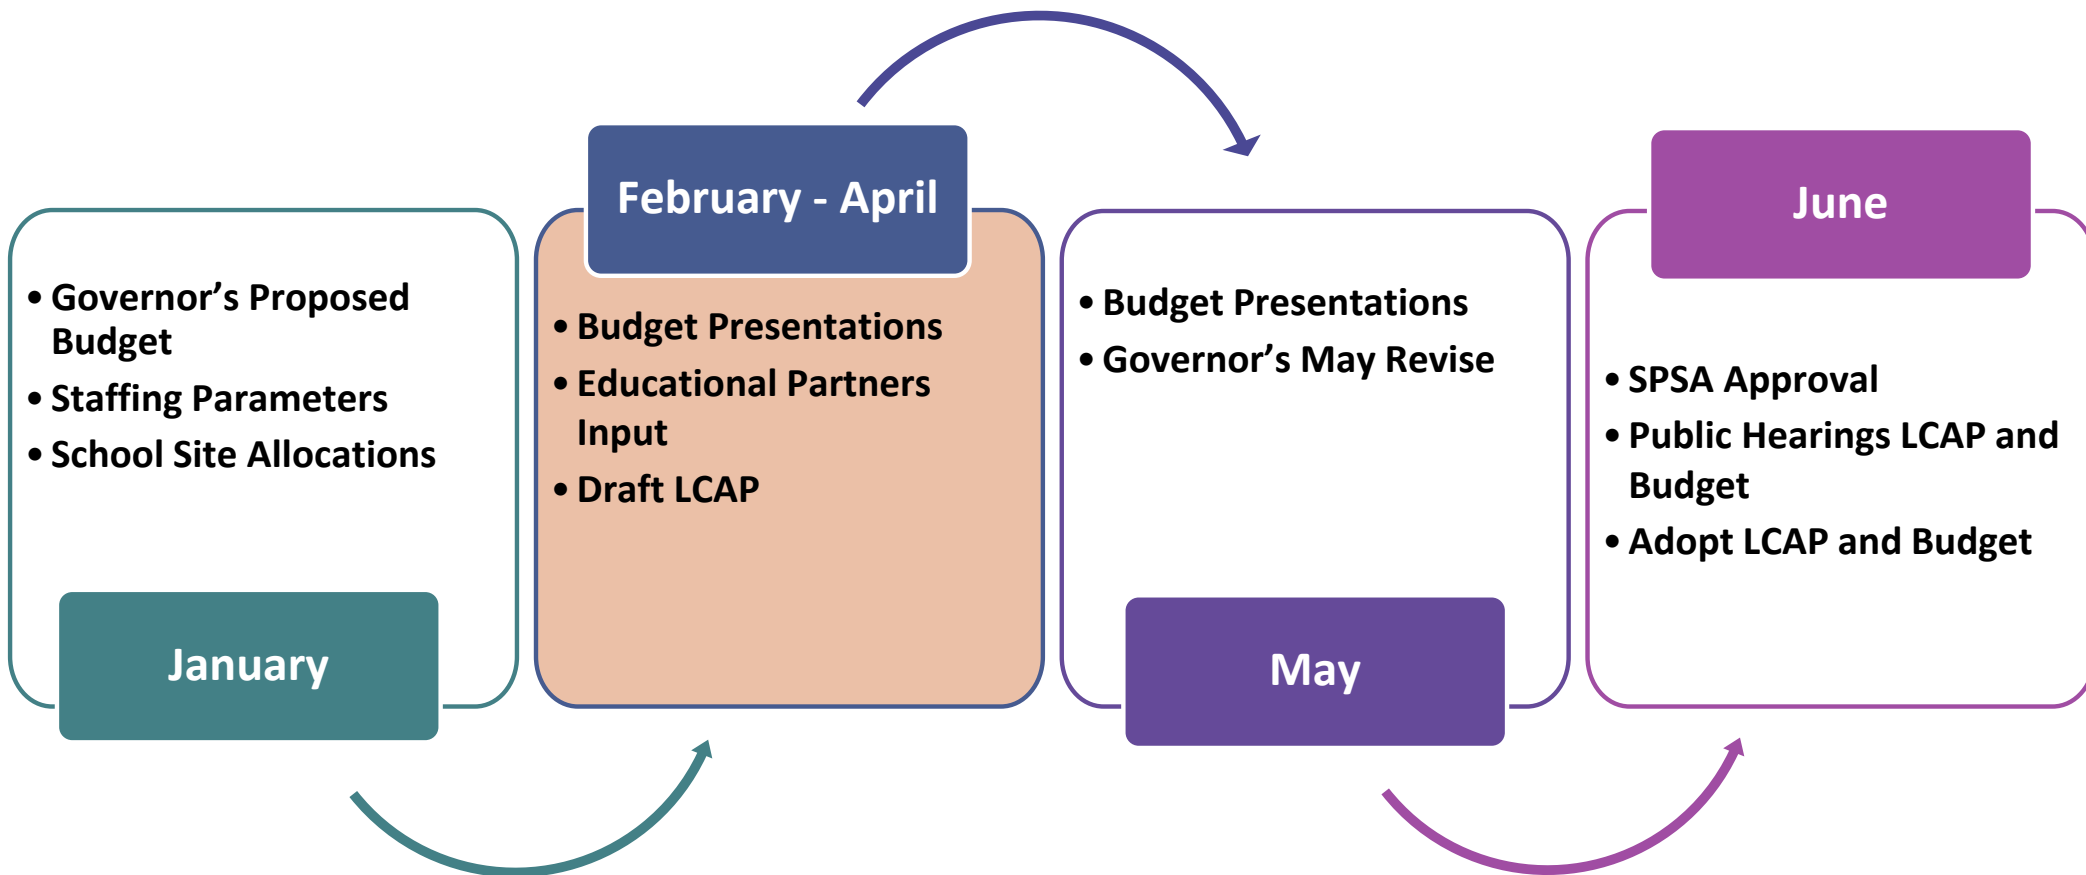 • Governor’s Proposed
Budget
• Staffing Parameters
• School Site Allocations
January
February - April
• Budget Presentations
• Educational Partners
Input
• Draft LCAP
• Budget Presentations
• Governor’s May Revise
May
June
• SPSA Approval
• Public Hearings LCAP and
Budget
• Adopt LCAP and Budget